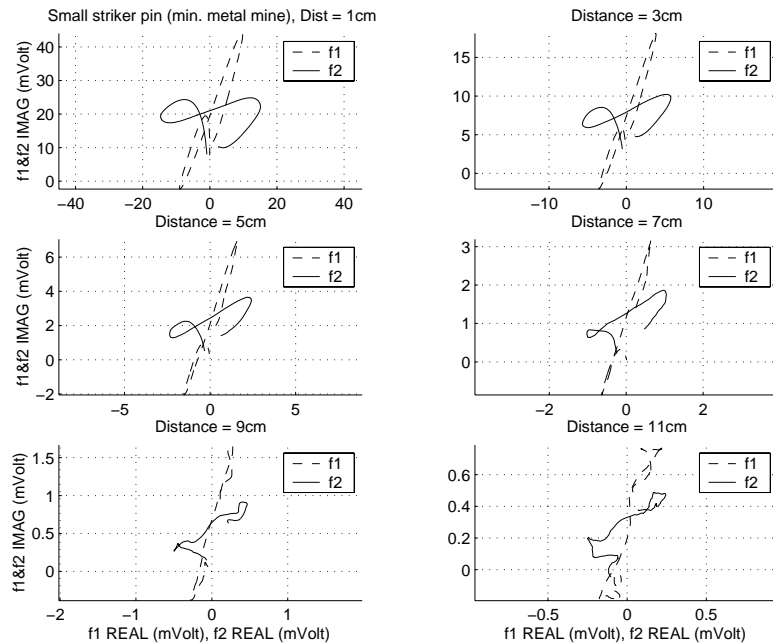 Small striker pin (min. metal mine), Dist = 1cm
40
30
20
10
0
f1&f2 IMAG (mVolt)
f1
f2
−40 −20 0 20 40
Distance = 3cm
15
10
5
0
f1
f2
−10 0 10
Distance = 5cm
6
4
2
0
−2
f1&f2 IMAG (mVolt)
f1
f2
−5 0 5
Distance = 7cm
3
2
1
0
f1
f2
−2 0 2
Distance = 9cm
1.5
1
0.5
0
f1&f2 IMAG (mVolt)
f1
f2
−2 −1 0 1
f1 REAL (mVolt), f2 REAL (mVolt)
Distance = 11cm
0.6
0.4
0.2
0
f1
f2
−0.5 0 0.5
f1 REAL (mVolt), f2 REAL (mVolt)